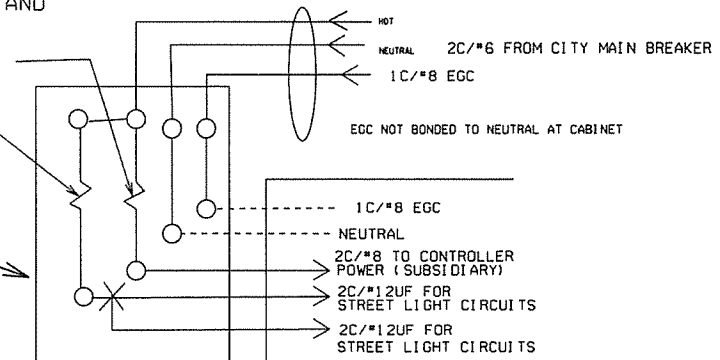 AND
HOT
NEUTRAL 2C/#6 FROM CITY MAIN BREAKER
1C/#8 EGC
EGC NOT BONDED TO NEUTRAL AT CABINET
1C/#8 EGC
NEUTRAL
2C/#8 TO CONTROLLER
POWER (SUBSIDIARY)
2C/#12UF FOR
STREET LIGHT CIRCUITS
2C/#12UF FOR
STREET LIGHT CIRCUITS